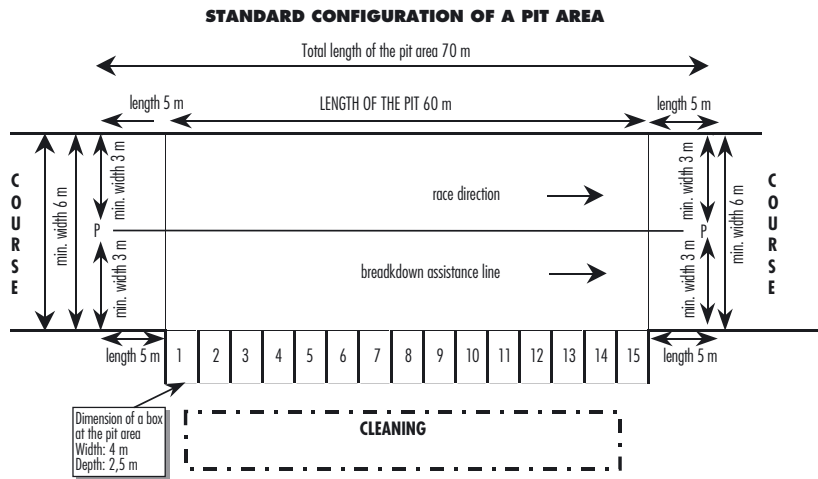 STANDARD CONFIGURATION OF A PIT AREA
Total length of the pit area 70 m
length 5 m
LENGTH OF THE PIT 60 m
length 5 m
COURSE
min. width 6 m
min. width 3 m
P
min. width 3 m
race direction
breadkdown assistance line
min. width 3 m
P
min. width 3 m
min. width 6 m
COURSE
length 5 m
1 2 3 4 5 6 7 8 9 10 11 12 13 14 15
length 5 m
Dimension of a box
at the pit area
Width: 4 m
Depth: 2,5 m
CLEANING